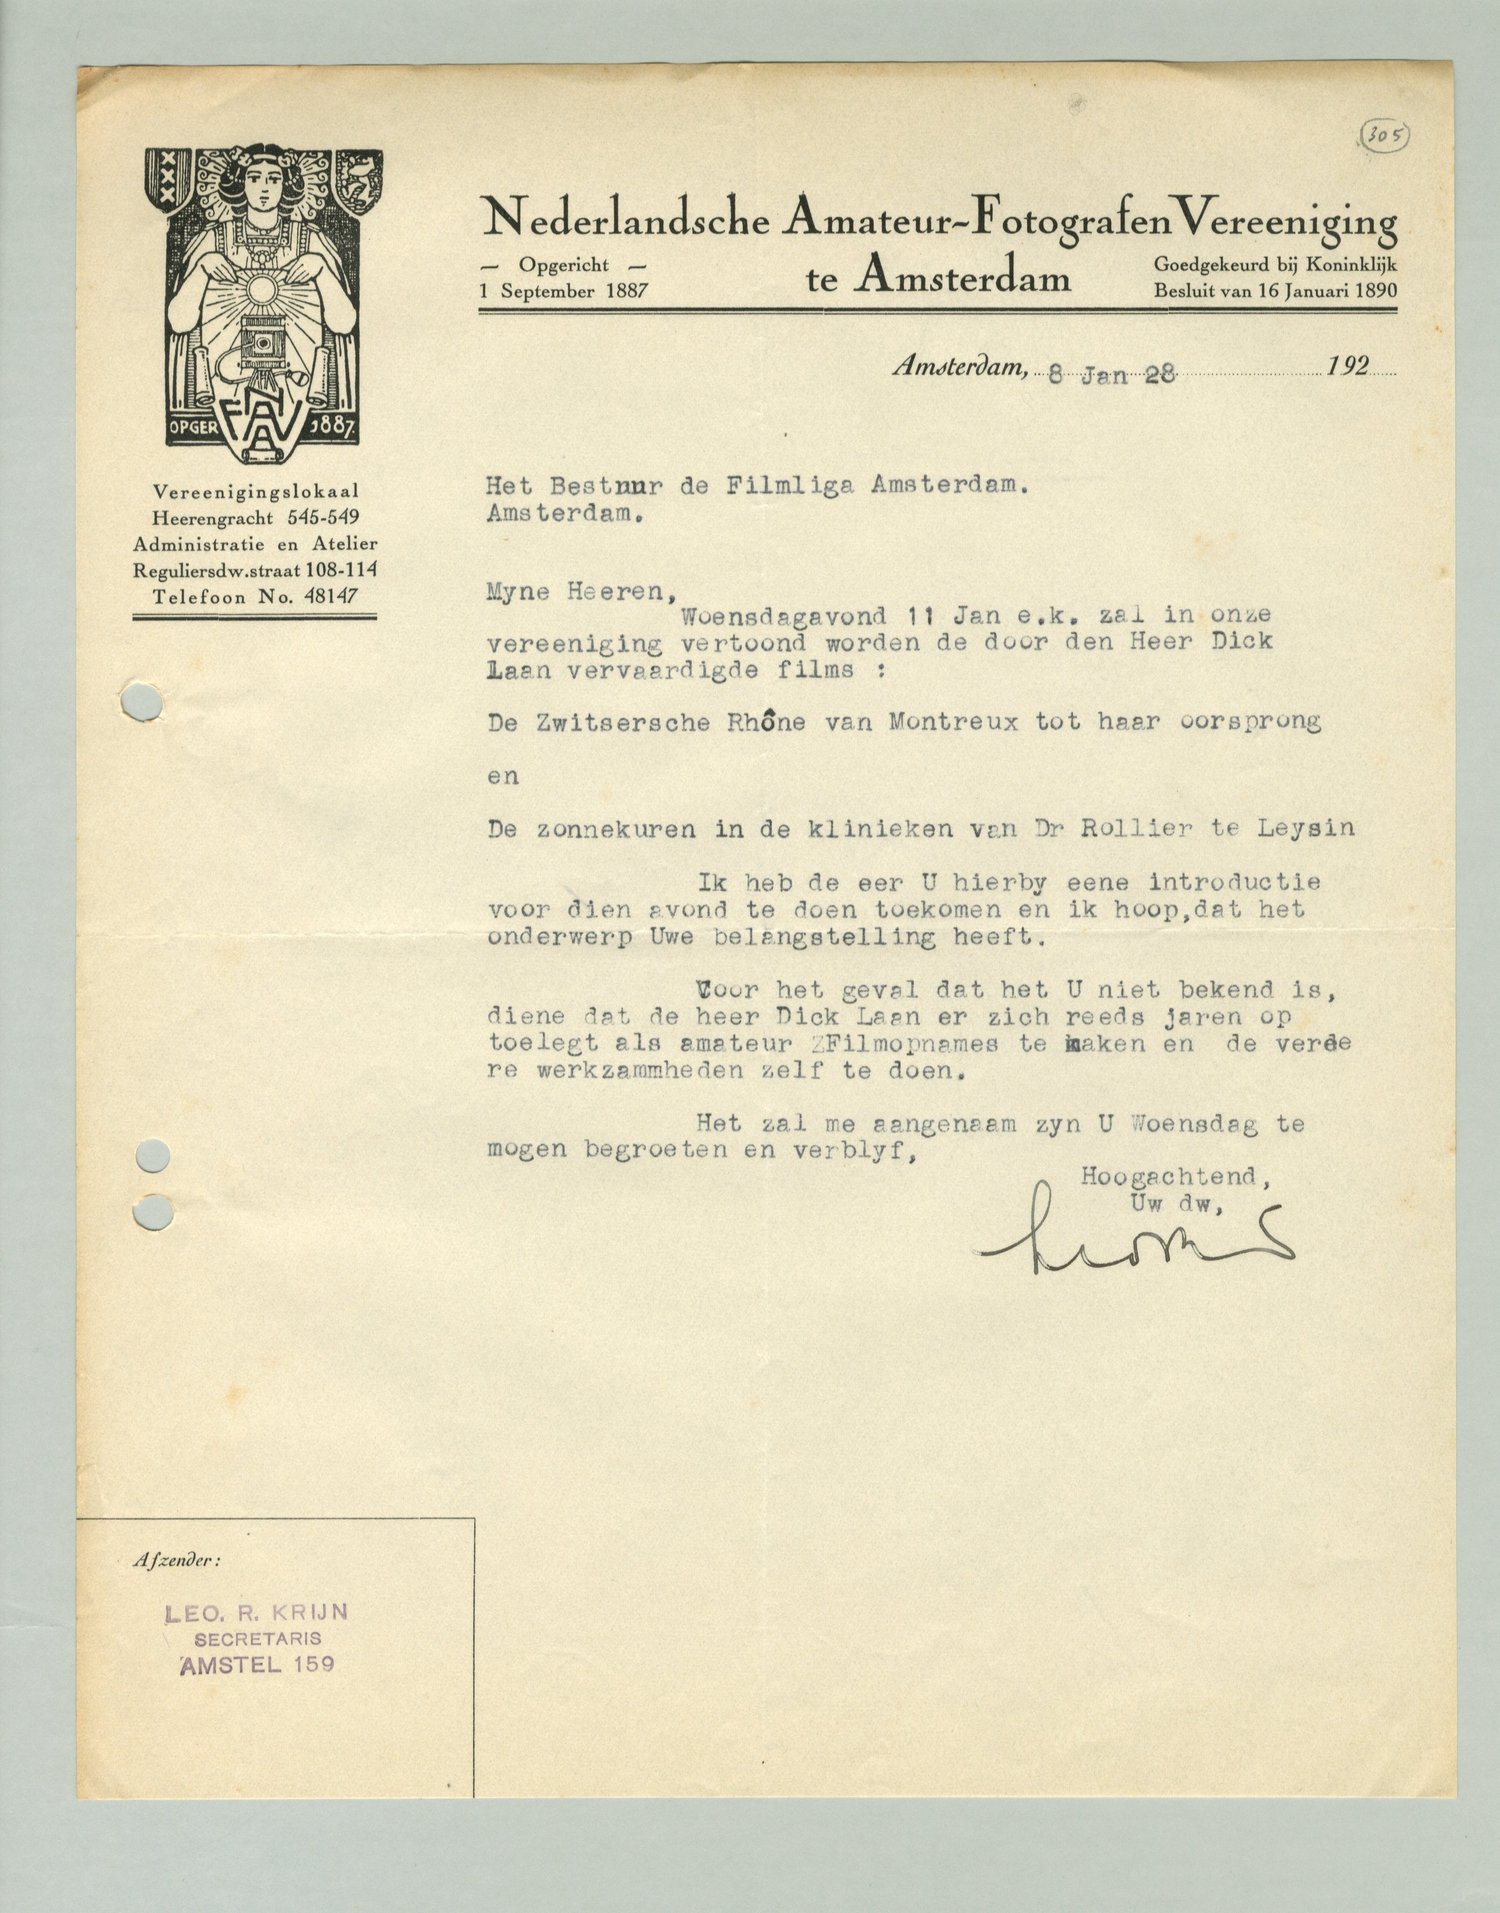 305
Nederlandsche Amateur-Fotografen Vereeniging
te Amsterdam
— Opgericht —
1 September 1887
Goedgekeurd bij Koninklijk
Besluit van 16 Januari 1890
Amsterdam, 8 Jan 28 192
XXX
OPGER 1887.
Vereenigingslokaal
Heerengracht 545-549
Administratie en Atelier
Reguliersdw.straat 108-114
Telefoon No. 48147
Het Bestuur de Filmliga Amsterdam.
Amsterdam.
Myne Heeren,
Woensdagavond 11 Jan e.k. zal in onze
vereeniging vertoond worden de door den Heer Dick
Laan vervaardigde films :
De Zwitsersche Rhône van Montreux tot haar oorsprong
en
De zonnekuren in de klinieken van Dr Rollier te Leysin
Ik heb de eer U hierby eene introductie
voor dien avond te doen toekomen en ik hoop,dat het
onderwerp Uwe belangstelling heeft.
Voor het geval dat het U niet bekend is,
diene dat de heer Dick Laan er zich reeds jaren op
toelegt als amateur ZFilmopnames te maken en de verde
re werkzammheden zelf te doen.
Het zal me aangenaam zyn U Woensdag te
mogen begroeten en verblyf,
Hoogachtend,
Uw dw,
Afzender:
LEO. R. KRIJN
SECRETARIS
AMSTEL 159